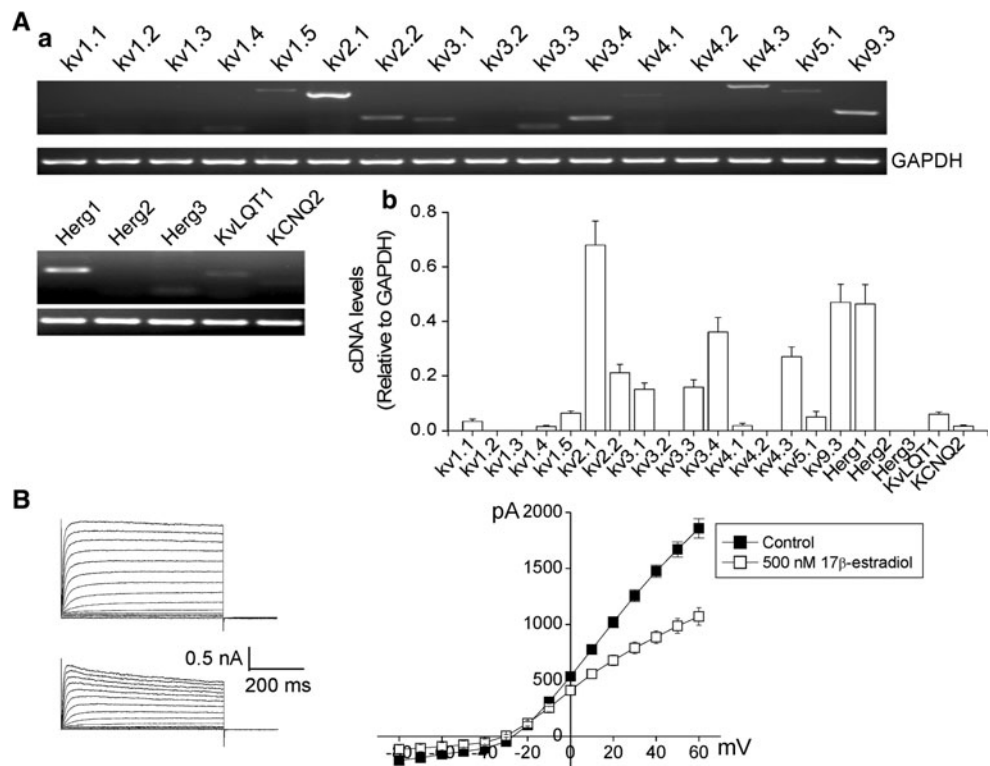 A
a
kv1.1 kv1.2 kv1.3 kv1.4 kv1.5 kv2.1 kv2.2 kv3.1 kv3.2 kv3.3 kv3.4 kv4.1 kv4.2 kv4.3 kv5.1 kv9.3
GAPDH
Herg1 Herg2 Herg3 KvLQT1 KCNQ2
b
cDNA levels
(Relative to GAPDH)
0.8
0.6
0.4
0.2
0.0
kv1.1 kv1.2 kv1.3 kv1.4 kv1.5 kv2.1 kv2.2 kv3.1 kv3.2 kv3.3 kv3.4 kv4.1 kv4.2 kv4.3 kv5.1 kv9.3 Herg1 Herg2 Herg3 KvLQT1 KCNQ2
B
0.5 nA
200 ms
pA
2000
1500
1000
500
0
-80 -60 -40 -20 0 20 40 60 mV
Control
500 nM 17β-estradiol